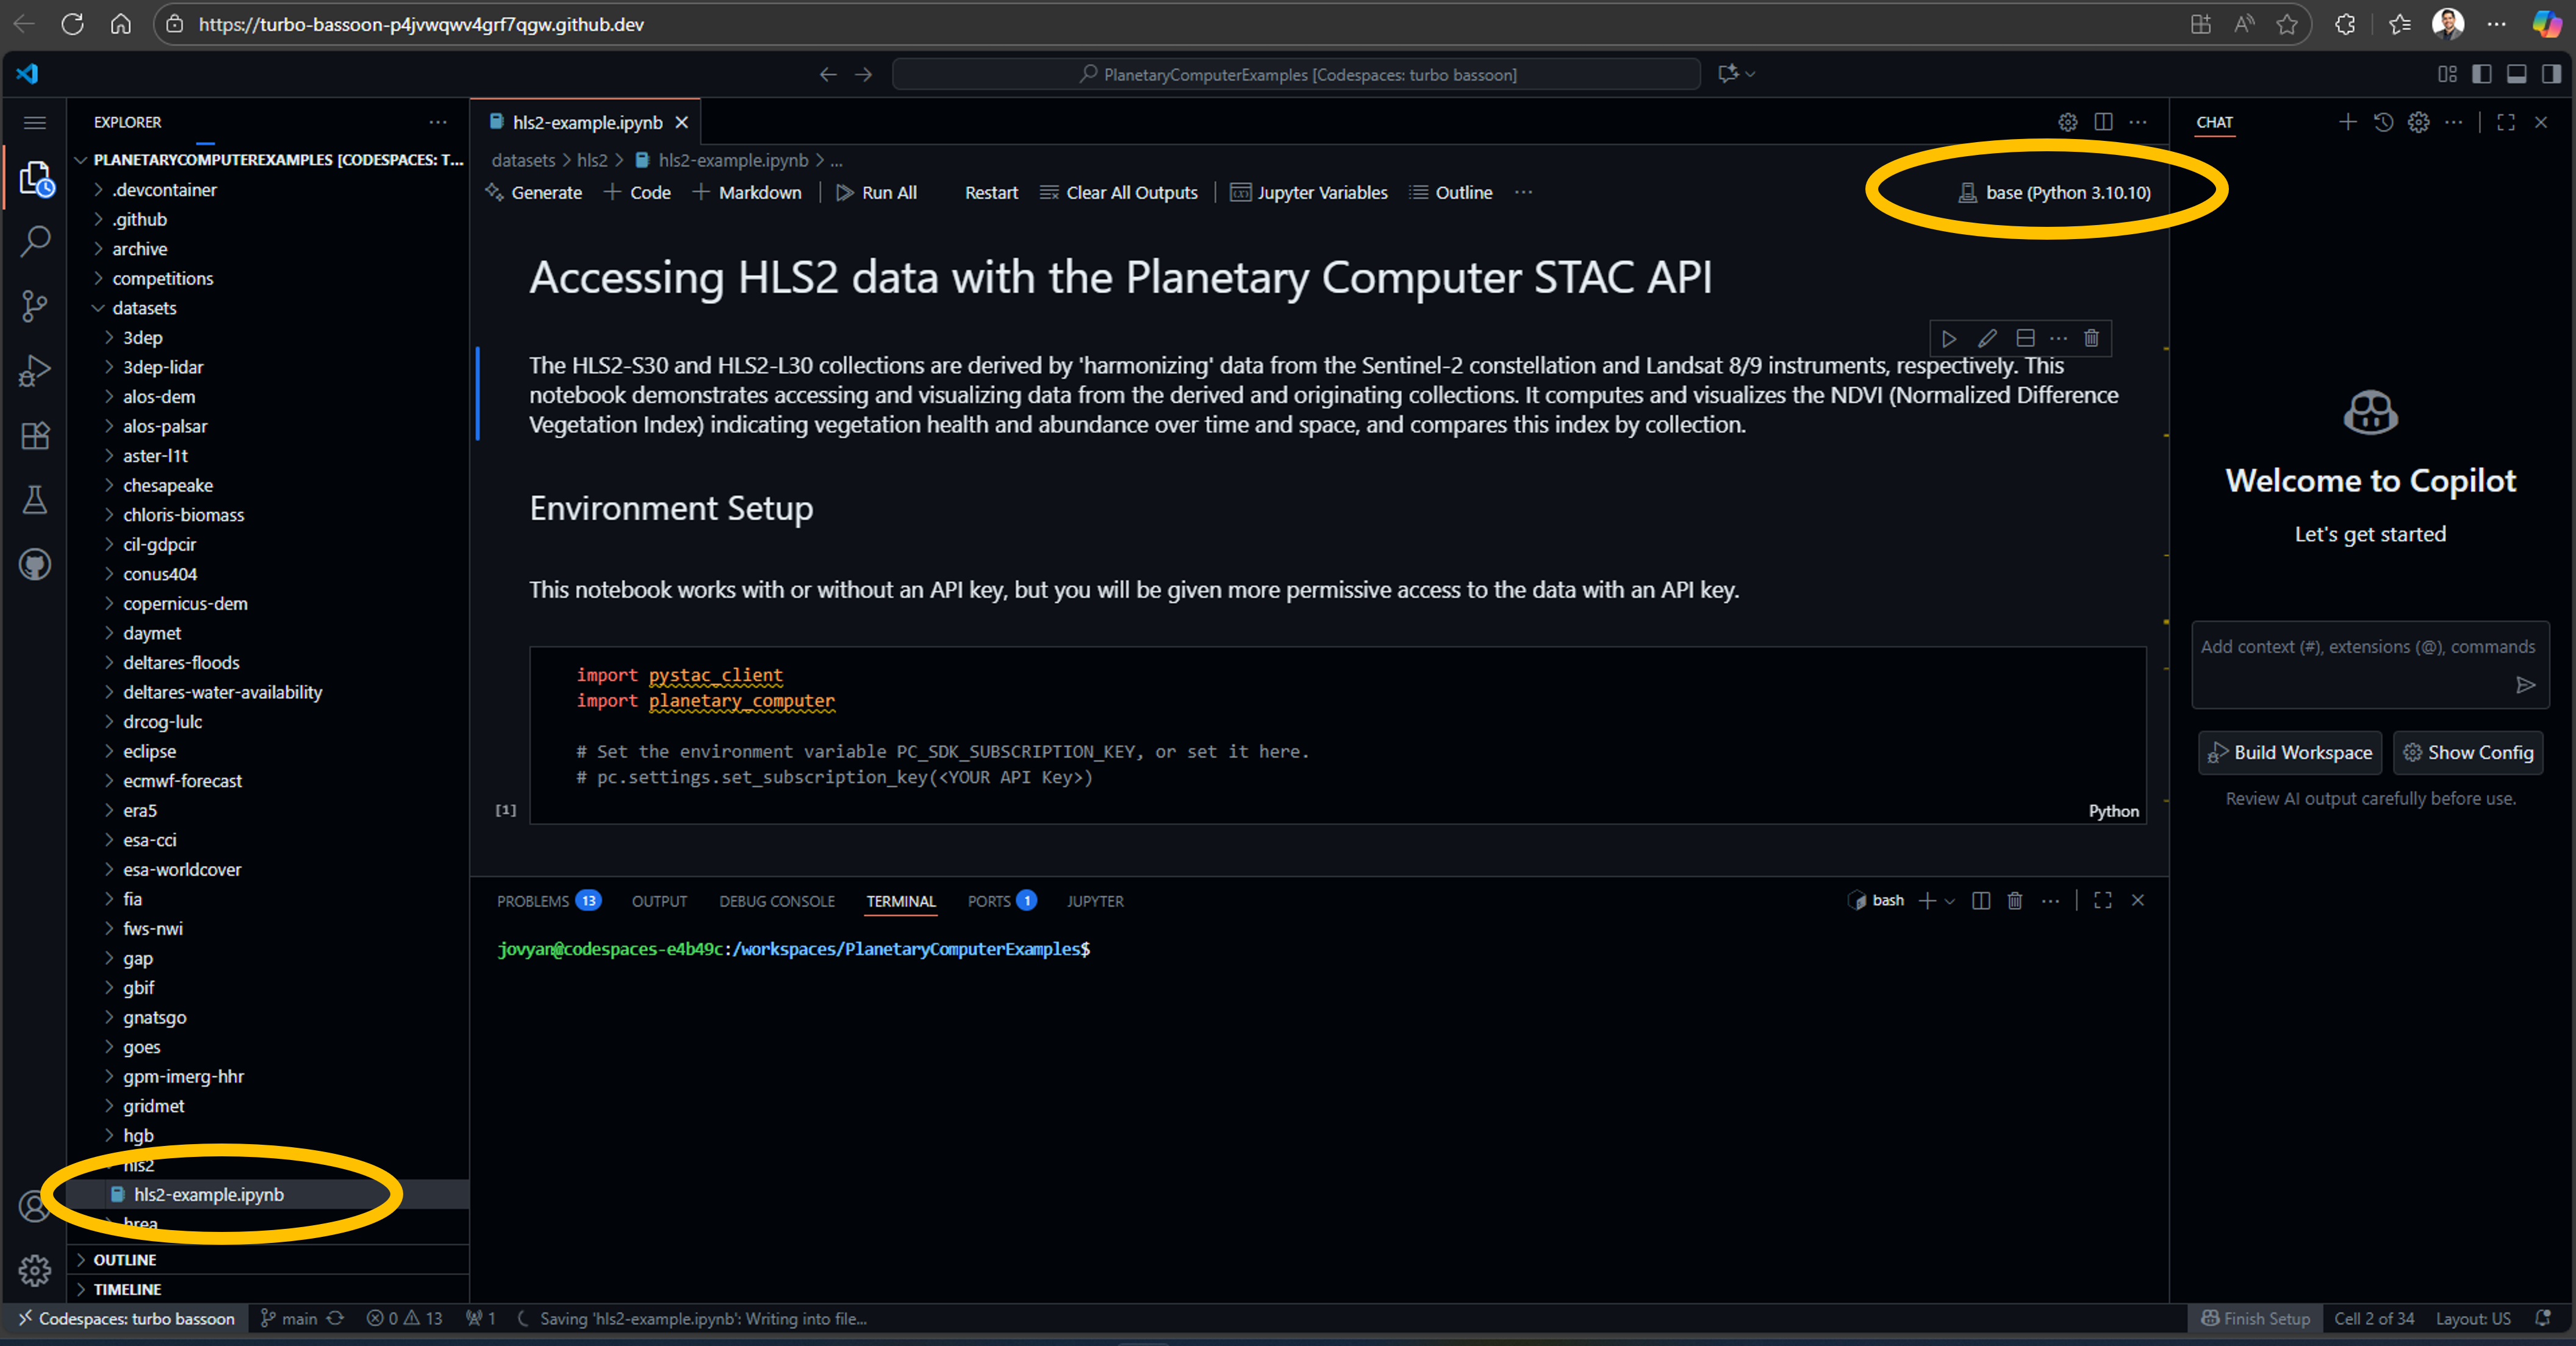 https://turbo-bassoon-p4jvwqwv4grf7qgw.github.dev
PlanetaryComputerExamples [Codespaces: turbo bassoon]
EXPLORER
PLANETARYCOMPUTEREXAMPLES [CODESPACES: T...
.devcontainer
.github
archive
competitions
datasets
3dep
3dep-lidar
alos-dem
alos-palsar
aster-l1t
chesapeake
chloris-biomass
cil-gdpcir
conus404
copernicus-dem
daymet
deltares-floods
deltares-water-availability
drcog-lulc
eclipse
ecmwf-forecast
era5
esa-cci
esa-worldcover
fia
fws-nwi
gap
gbif
gnatsgo
goes
gpm-imerg-hhr
gridmet
hgb
hls2
hls2-example.ipynb
hrea
OUTLINE
TIMELINE
hls2-example.ipynb
datasets > hls2 > hls2-example.ipynb > ...
Generate + Code + Markdown Run All Restart Clear All Outputs Jupyter Variables Outline ... base (Python 3.10.10)
Accessing HLS2 data with the Planetary Computer STAC API
The HLS2-S30 and HLS2-L30 collections are derived by 'harmonizing' data from the Sentinel-2 constellation and Landsat 8/9 instruments, respectively. This
notebook demonstrates accessing and visualizing data from the derived and originating collections. It computes and visualizes the NDVI (Normalized Difference
Vegetation Index) indicating vegetation health and abundance over time and space, and compares this index by collection.
Environment Setup
This notebook works with or without an API key, but you will be given more permissive access to the data with an API key.
import pystac_client
import planetary_computer
# Set the environment variable PC_SDK_SUBSCRIPTION_KEY, or set it here.
# pc.settings.set_subscription_key(<YOUR API Key>)
[1]
Python
PROBLEMS 13 OUTPUT DEBUG CONSOLE TERMINAL PORTS 1 JUPYTER
bash
jovyan@codespaces-e4b49c:/workspaces/PlanetaryComputerExamples$
CHAT
Welcome to Copilot
Let's get started
Add context (#), extensions (@), commands
Build Workspace Show Config
Review AI output carefully before use.
Codespaces: turbo bassoon main 0 13 1 Saving 'hls2-example.ipynb': Writing into file...
Finish Setup Cell 2 of 34 Layout: US